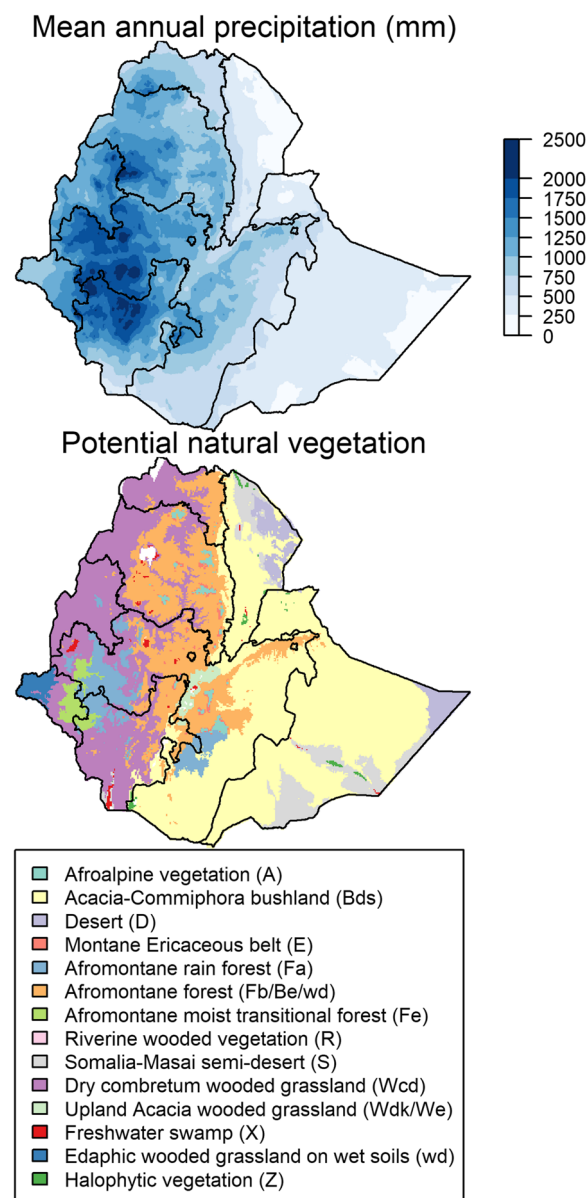 Mean annual precipitation (mm)
2500
2000
1750
1500
1250
1000
750
500
250
0
Potential natural vegetation
Afroalpine vegetation (A)
Acacia-Commiphora bushland (Bds)
Desert (D)
Montane Ericaceous belt (E)
Afromontane rain forest (Fa)
Afromontane forest (Fb/Be/wd)
Afromontane moist transitional forest (Fe)
Riverine wooded vegetation (R)
Somalia-Masai semi-desert (S)
Dry combretum wooded grassland (Wcd)
Upland Acacia wooded grassland (Wdk/We)
Freshwater swamp (X)
Edaphic wooded grassland on wet soils (wd)
Halophytic vegetation (Z)